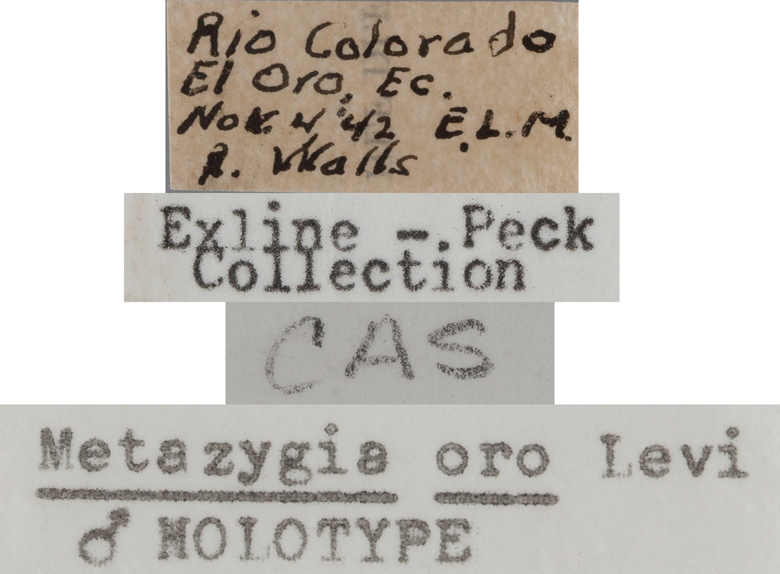 Rio Colorado
El Oro, Ec.
Nov. 4 '42 E.L.M.
R. Walls
Exline -. Peck
Collection
CAS
Metazygia oro Levi
♂ HOLOTYPE